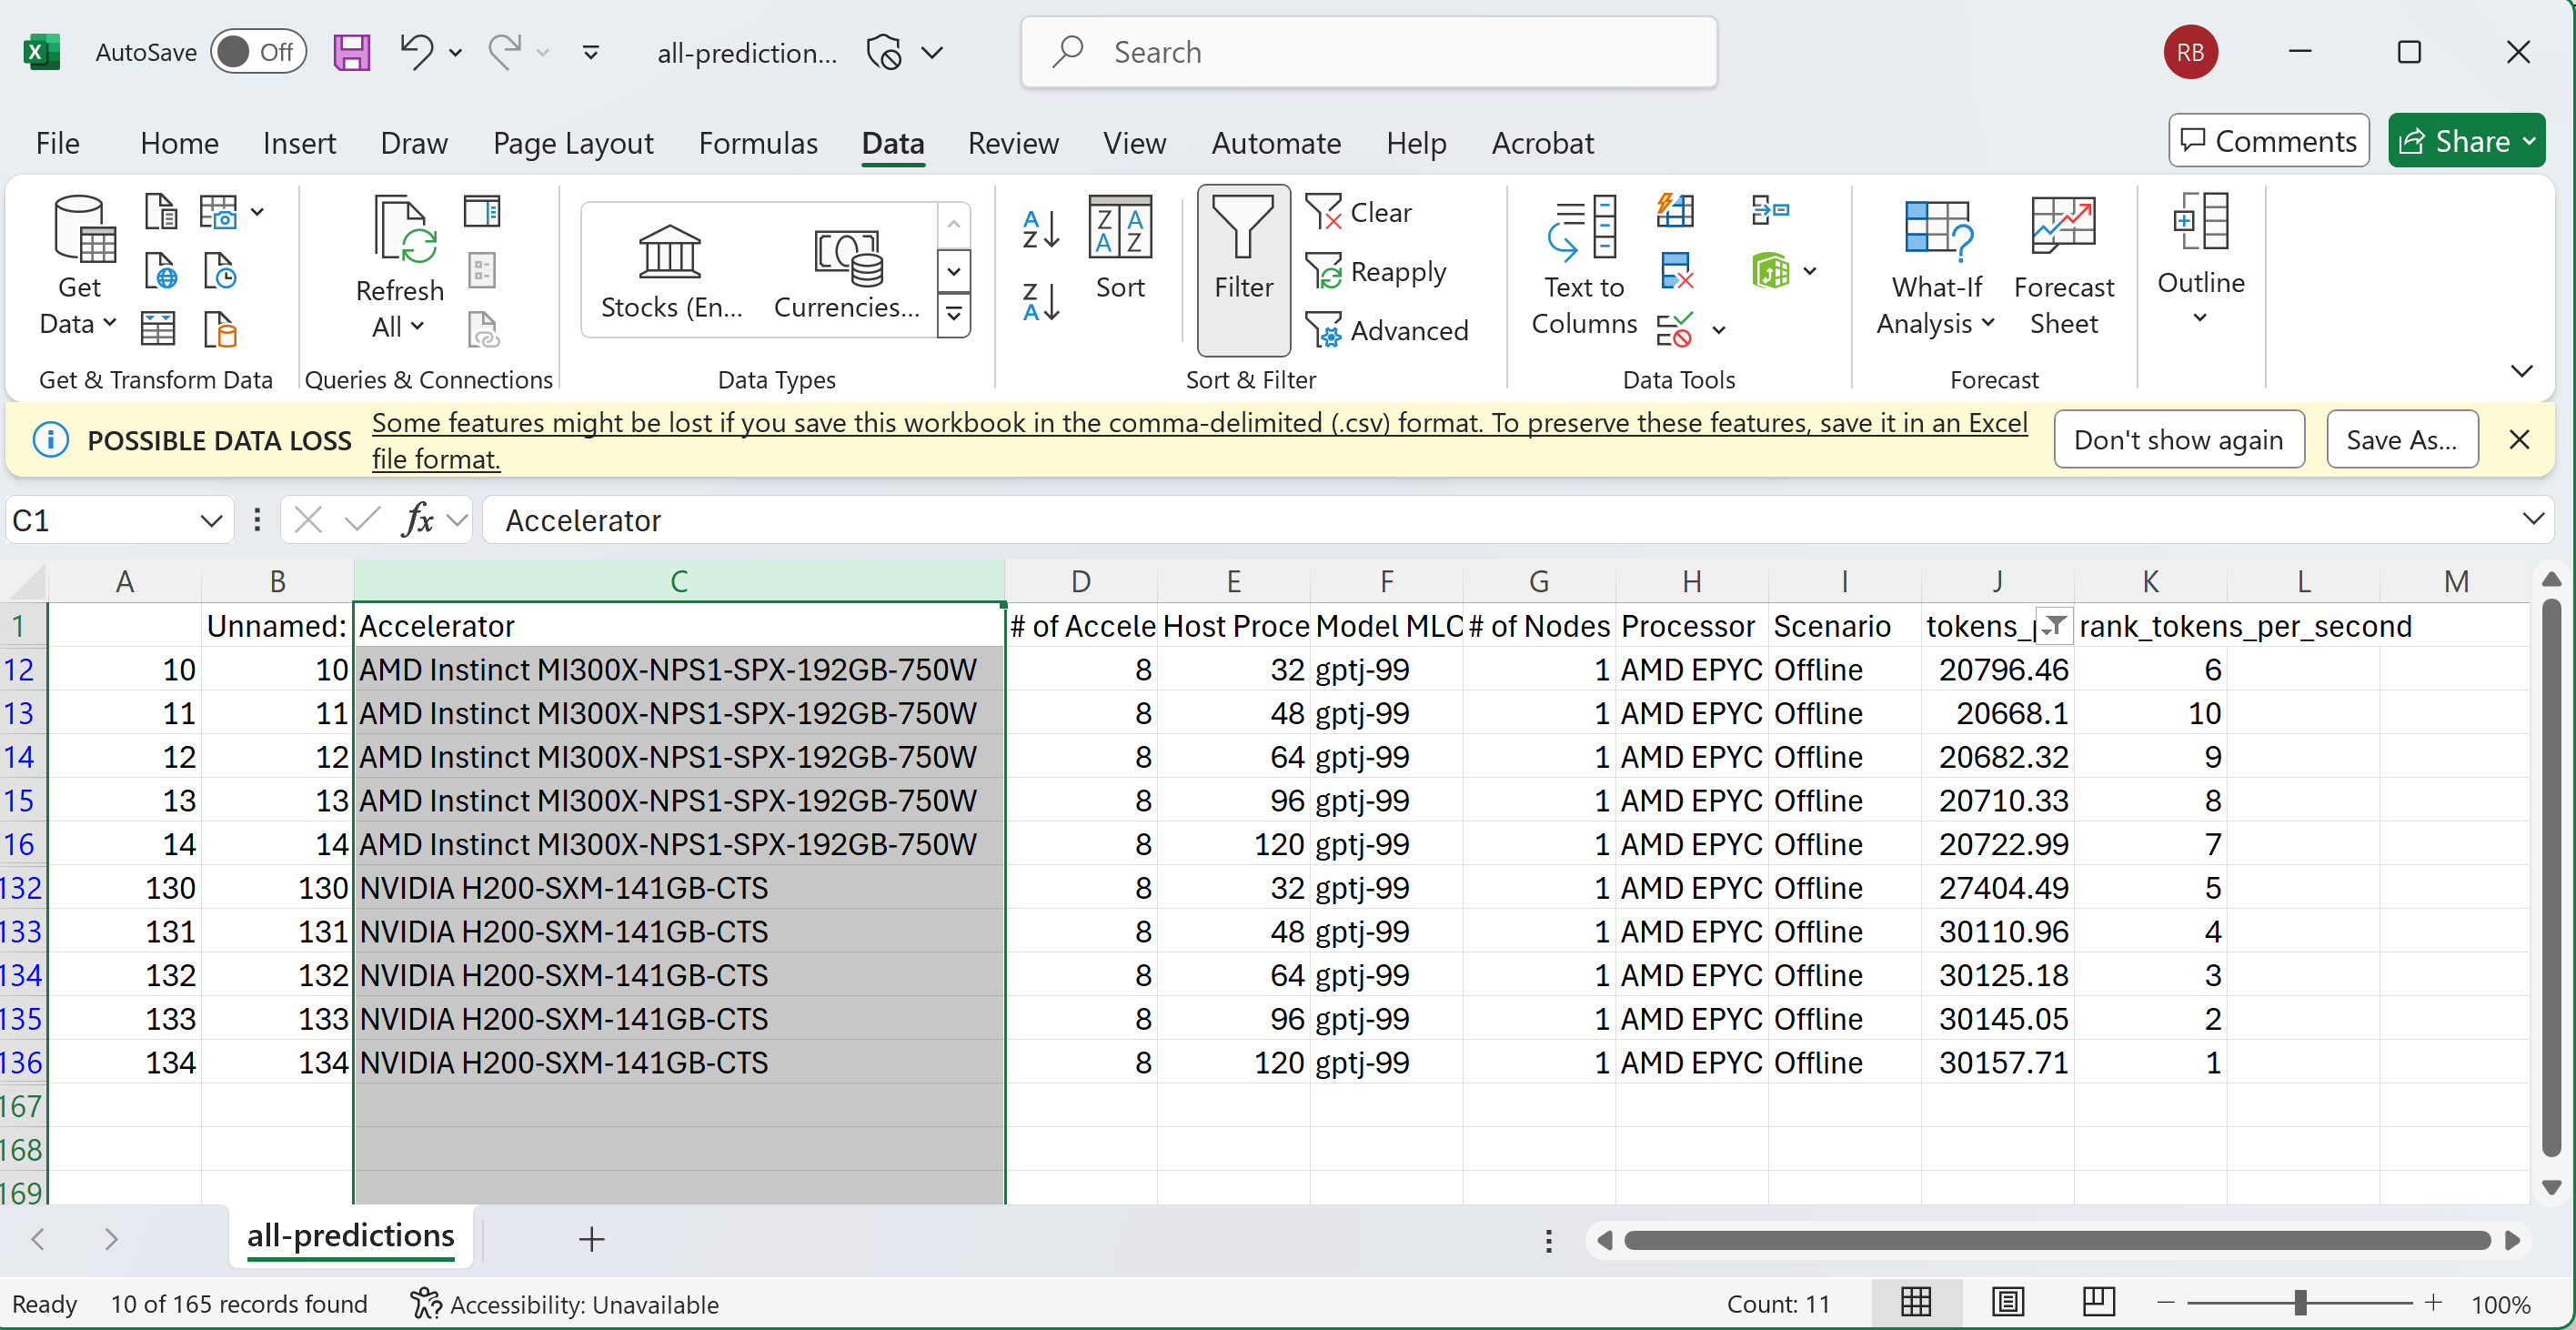 AutoSave Off all-prediction... Search RB
File Home Insert Draw Page Layout Formulas Data Review View Automate Help Acrobat Comments Share
Get Data
Refresh All
Stocks (En... Currencies...
Sort
Filter
Clear
Reapply
Advanced
Text to Columns
What-If Analysis
Forecast Sheet
Outline
Get & Transform Data Queries & Connections Data Types Sort & Filter Data Tools Forecast
POSSIBLE DATA LOSS Some features might be lost if you save this workbook in the comma-delimited (.csv) format. To preserve these features, save it in an Excel
file format.
Don't show again Save As...
C1 fx Accelerator
A B C D E F G H I J K L M
1 Unnamed: Accelerator # of Accele Host Proce Model MLC # of Nodes Processor Scenario tokens_p rank_tokens_per_second
12 10 10 AMD Instinct MI300X-NPS1-SPX-192GB-750W 8 32 gptj-99 1 AMD EPYC Offline 20796.46 6
13 11 11 AMD Instinct MI300X-NPS1-SPX-192GB-750W 8 48 gptj-99 1 AMD EPYC Offline 20668.1 10
14 12 12 AMD Instinct MI300X-NPS1-SPX-192GB-750W 8 64 gptj-99 1 AMD EPYC Offline 20682.32 9
15 13 13 AMD Instinct MI300X-NPS1-SPX-192GB-750W 8 96 gptj-99 1 AMD EPYC Offline 20710.33 8
16 14 14 AMD Instinct MI300X-NPS1-SPX-192GB-750W 8 120 gptj-99 1 AMD EPYC Offline 20722.99 7
132 130 130 NVIDIA H200-SXM-141GB-CTS 8 32 gptj-99 1 AMD EPYC Offline 27404.49 5
133 131 131 NVIDIA H200-SXM-141GB-CTS 8 48 gptj-99 1 AMD EPYC Offline 30110.96 4
134 132 132 NVIDIA H200-SXM-141GB-CTS 8 64 gptj-99 1 AMD EPYC Offline 30125.18 3
135 133 133 NVIDIA H200-SXM-141GB-CTS 8 96 gptj-99 1 AMD EPYC Offline 30145.05 2
136 134 134 NVIDIA H200-SXM-141GB-CTS 8 120 gptj-99 1 AMD EPYC Offline 30157.71 1
167
168
169
all-predictions
Ready 10 of 165 records found Accessibility: Unavailable Count: 11 100%